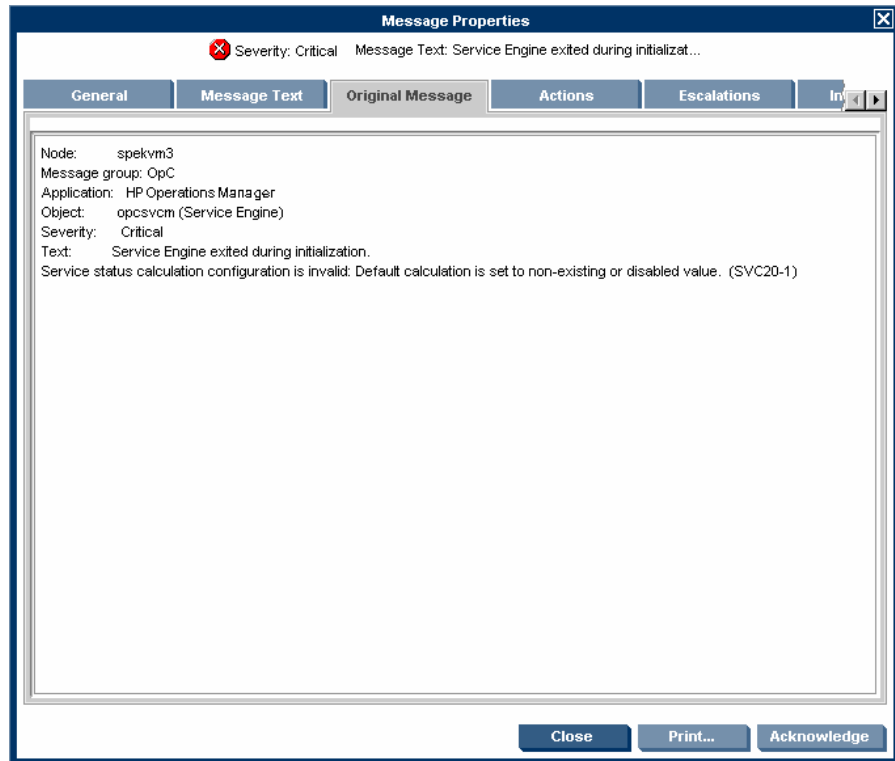 Message Properties
Severity: Critical Message Text: Service Engine exited during initializat...
General Message Text Original Message Actions Escalations
Node: spekvm3
Message group: OpC
Application: HP Operations Manager
Object: opcsvcm (Service Engine)
Severity: Critical
Text: Service Engine exited during initialization.
Service status calculation configuration is invalid: Default calculation is set to non-existing or disabled value. (SVC20-1)
Close Print... Acknowledge